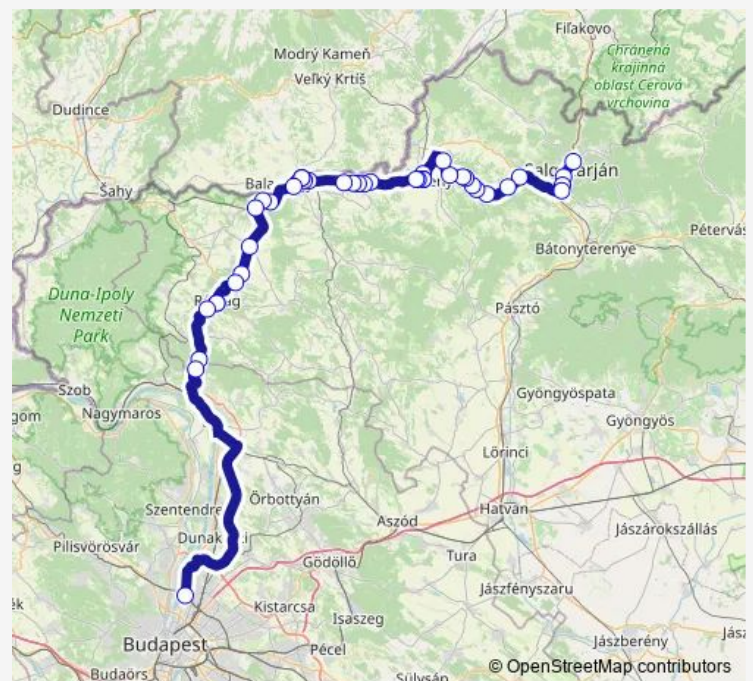 Fiľakovo
Modrý Kameň
Veľký Krtíš
Chránená
krajinná
oblasť Cerová
vrchovina
Dudince
Šahy
Bala
Salgótarján
Pétervás
Bátonyterenye
Duna-Ipoly
Nemzeti
Park
Pásztó
Szob
Nagymaros
gom
Gyöngyöspata
Gyöngyös
Lőrinci
Szentendre
Őrbottyán
Aszód
Hatvan
Jászárokszállás
Pilisvörösvár
Dunak
Gödöllő
Tura
Jászfényszaru
Kistarcsa
Isaszeg
Budapest
Pécel
Jászberény
Jász
Budaörs
Sülysáp
© OpenStreetMap contributors